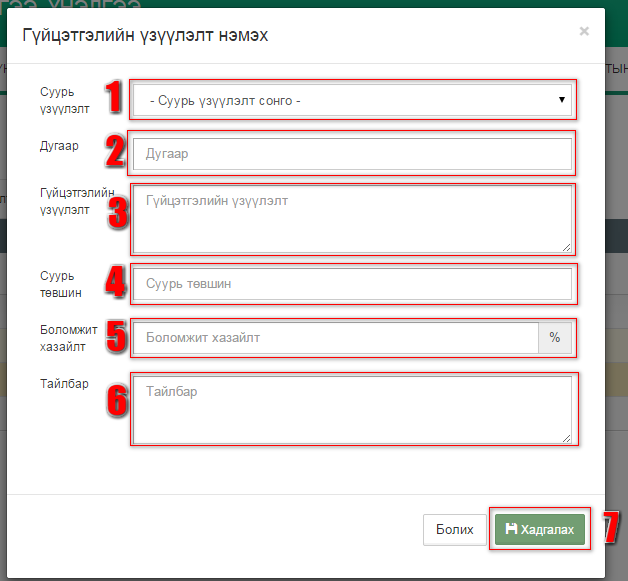 Гүйцэтгэлийн үзүүлэлт нэмэх ×
Суурь үзүүлэлт
1
- Суурь үзүүлэлт сонго -
Дугаар
2
Дугаар
Гүйцэтгэлийн үзүүлэлт
3
Гүйцэтгэлийн үзүүлэлт
Суурь төвшин
4
Суурь төвшин
Боломжит хазайлт
5
Боломжит хазайлт %
Тайлбар
6
Тайлбар
Болих
Хадгалах
7